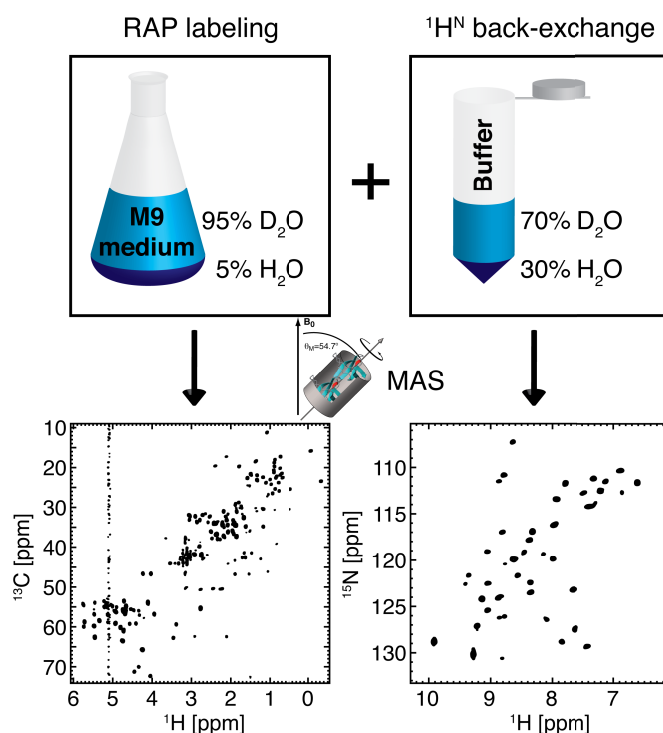 RAP labeling
¹Hᴺ back-exchange
M9
medium
95% D₂O
5% H₂O
Buffer
70% D₂O
30% H₂O
B₀
θ_M=54.7°
MAS
10
20
30
40
50
60
70
¹³C [ppm]
6 5 4 3 2 1 0
¹H [ppm]
110
115
120
125
130
¹⁵N [ppm]
10 9 8 7
¹H [ppm]